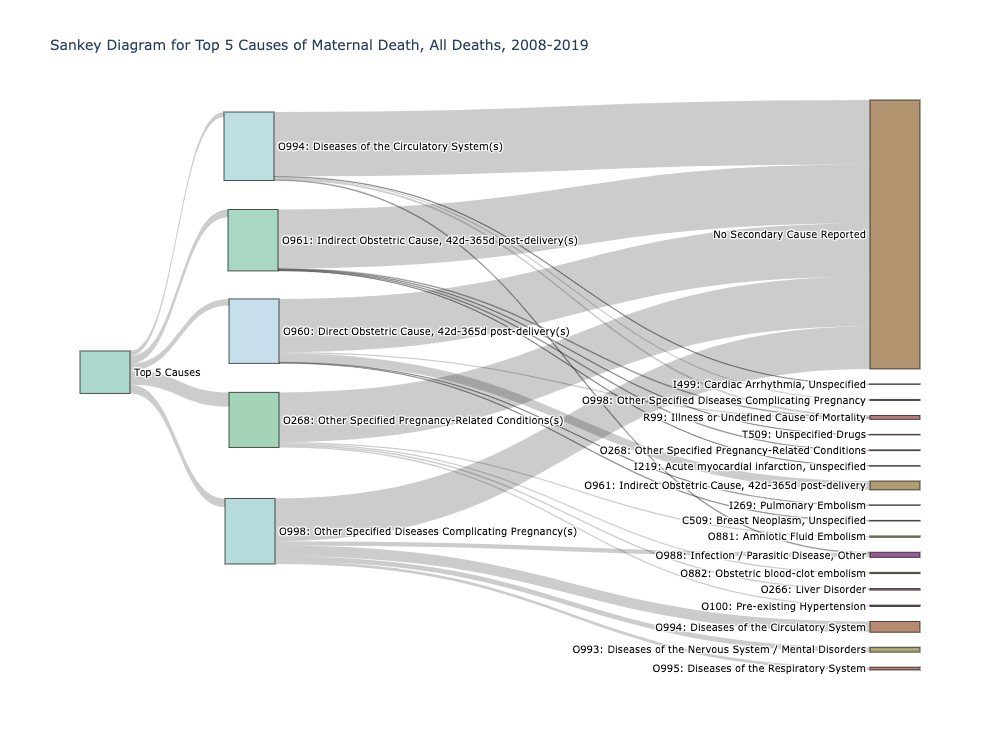 Sankey Diagram for Top 5 Causes of Maternal Death, All Deaths, 2008-2019
O994: Diseases of the Circulatory System(s)
No Secondary Cause Reported
O961: Indirect Obstetric Cause, 42d-365d post-delivery(s)
O960: Direct Obstetric Cause, 42d-365d post-delivery(s)
Top 5 Causes
I499: Cardiac Arrhythmia, Unspecified
O998: Other Specified Diseases Complicating Pregnancy
R99: Illness or Undefined Cause of Mortality
O268: Other Specified Pregnancy-Related Conditions(s)
T509: Unspecified Drugs
O268: Other Specified Pregnancy-Related Conditions
I219: Acute myocardial infarction, unspecified
O961: Indirect Obstetric Cause, 42d-365d post-delivery
I269: Pulmonary Embolism
C509: Breast Neoplasm, Unspecified
O998: Other Specified Diseases Complicating Pregnancy(s)
O881: Amniotic Fluid Embolism
O988: Infection / Parasitic Disease, Other
O882: Obstetric blood-clot embolism
O266: Liver Disorder
O100: Pre-existing Hypertension
O994: Diseases of the Circulatory System
O993: Diseases of the Nervous System / Mental Disorders
O995: Diseases of the Respiratory System